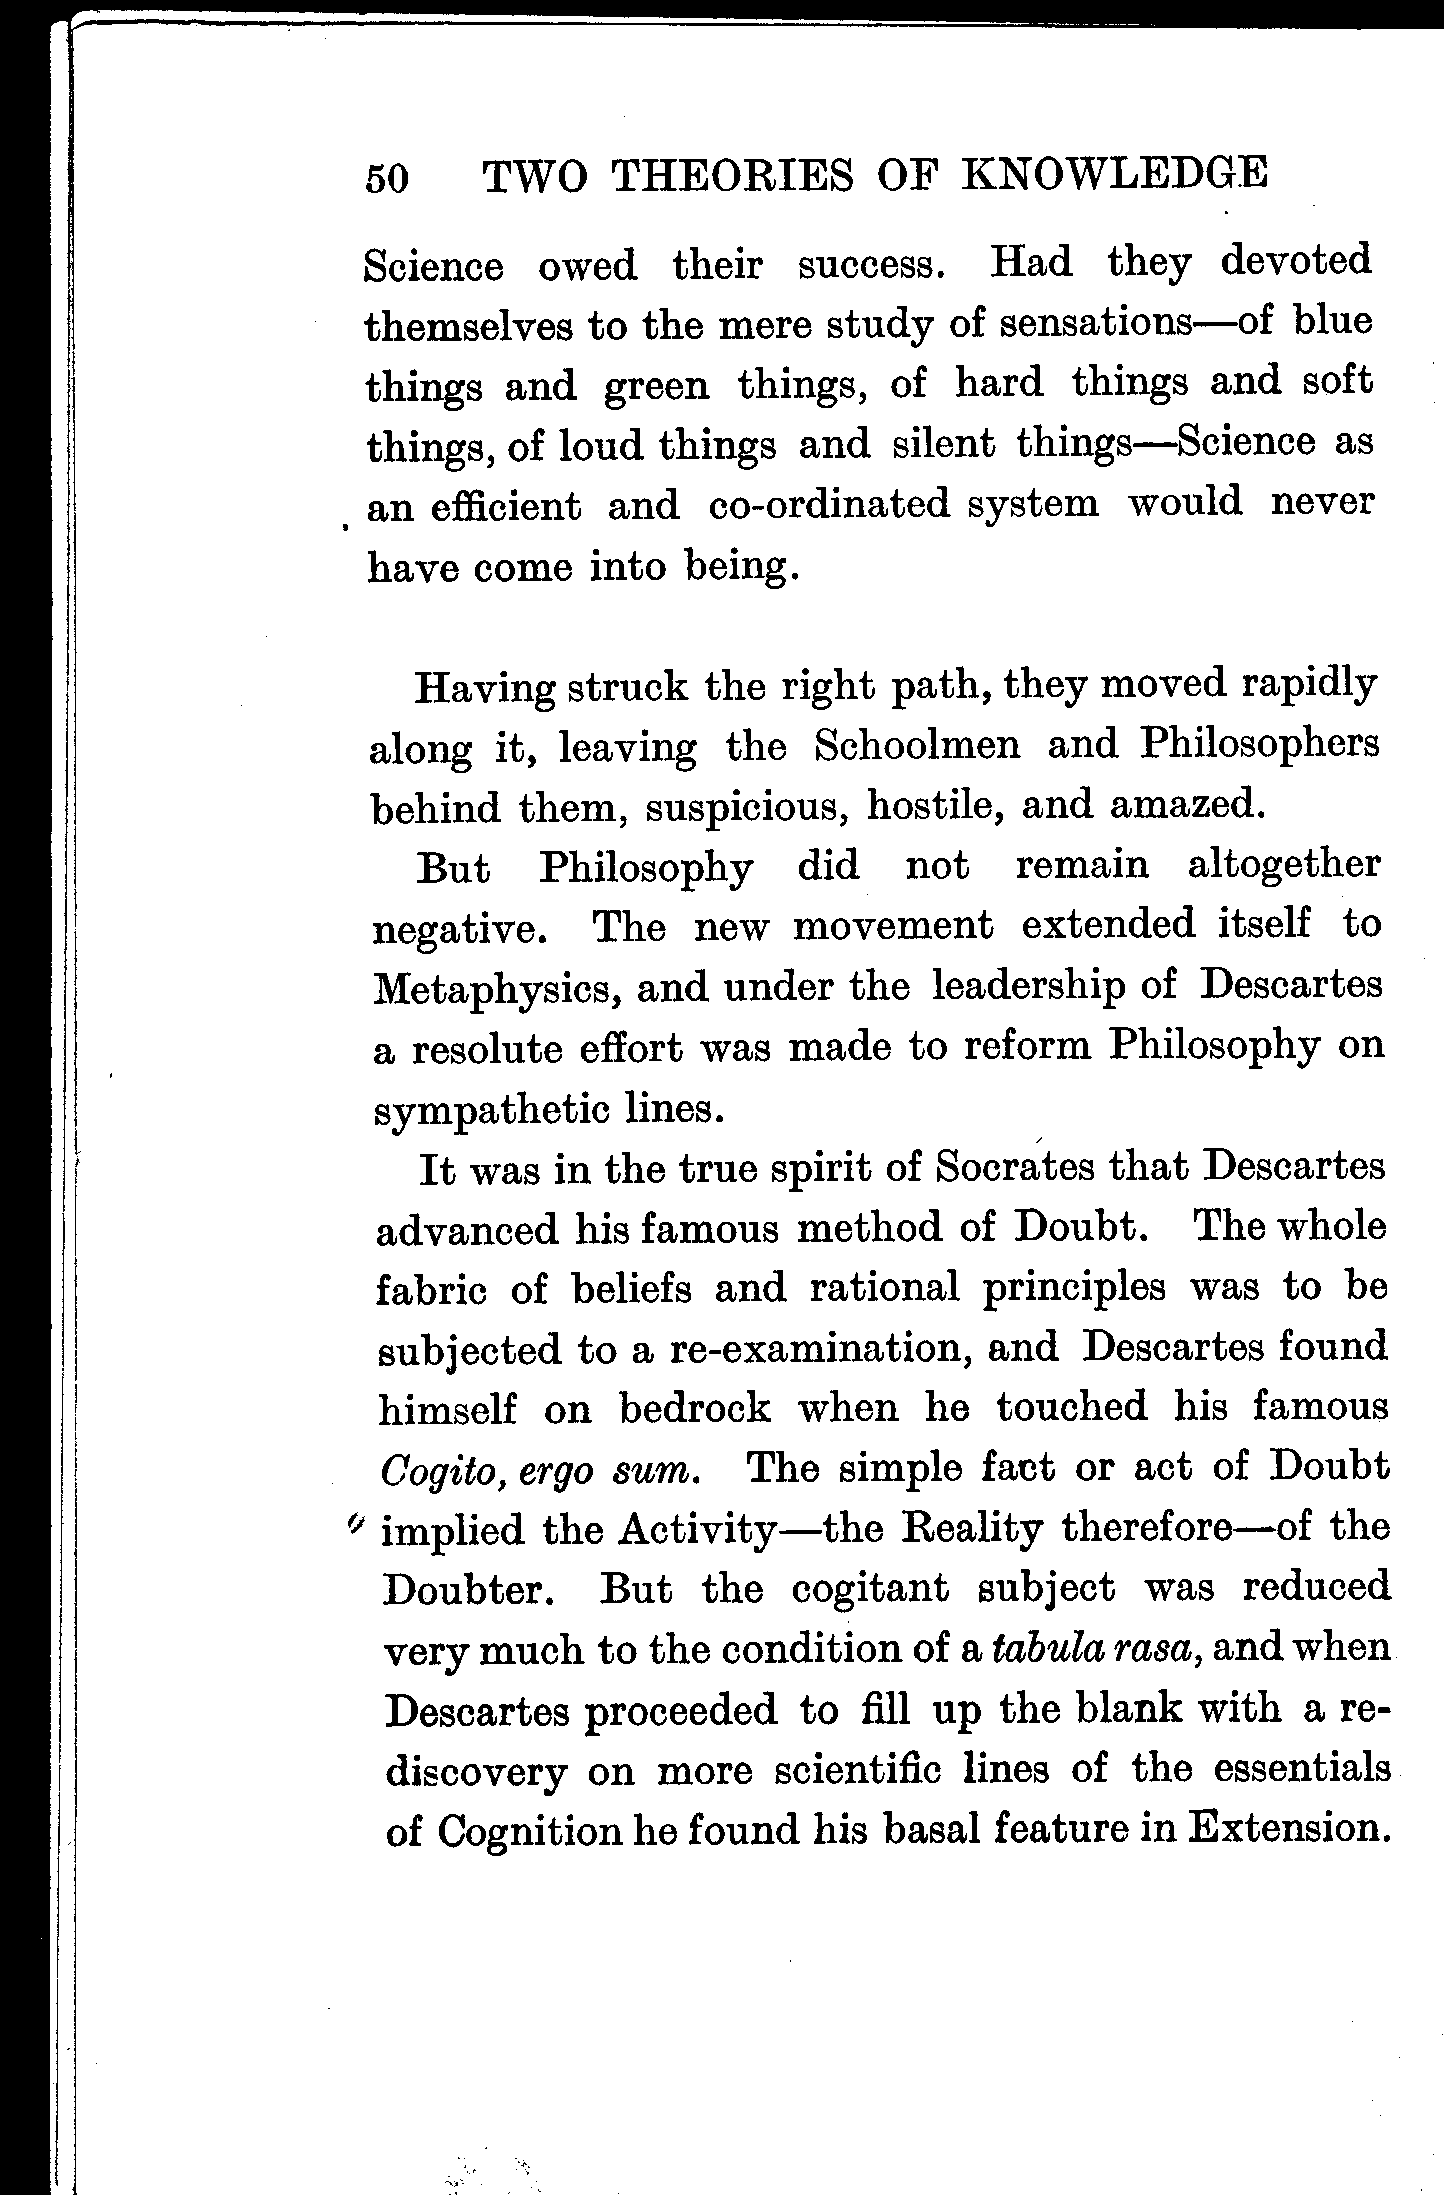 50 TWO THEORIES OF KNOWLEDGE
Science owed their success. Had they devoted
themselves to the mere study of sensations—of blue
things and green things, of hard things and soft
things, of loud things and silent things—Science as
an efficient and co-ordinated system would never
have come into being.
Having struck the right path, they moved rapidly
along it, leaving the Schoolmen and Philosophers
behind them, suspicious, hostile, and amazed.
But Philosophy did not remain altogether
negative. The new movement extended itself to
Metaphysics, and under the leadership of Descartes
a resolute effort was made to reform Philosophy on
sympathetic lines.
It was in the true spirit of Socrates that Descartes
advanced his famous method of Doubt. The whole
fabric of beliefs and rational principles was to be
subjected to a re-examination, and Descartes found
himself on bedrock when he touched his famous
Cogito, ergo sum. The simple fact or act of Doubt
implied the Activity—the Reality therefore—of the
Doubter. But the cogitant subject was reduced
very much to the condition of a tabula rasa, and when
Descartes proceeded to fill up the blank with a re-
discovery on more scientific lines of the essentials
of Cognition he found his basal feature in Extension.